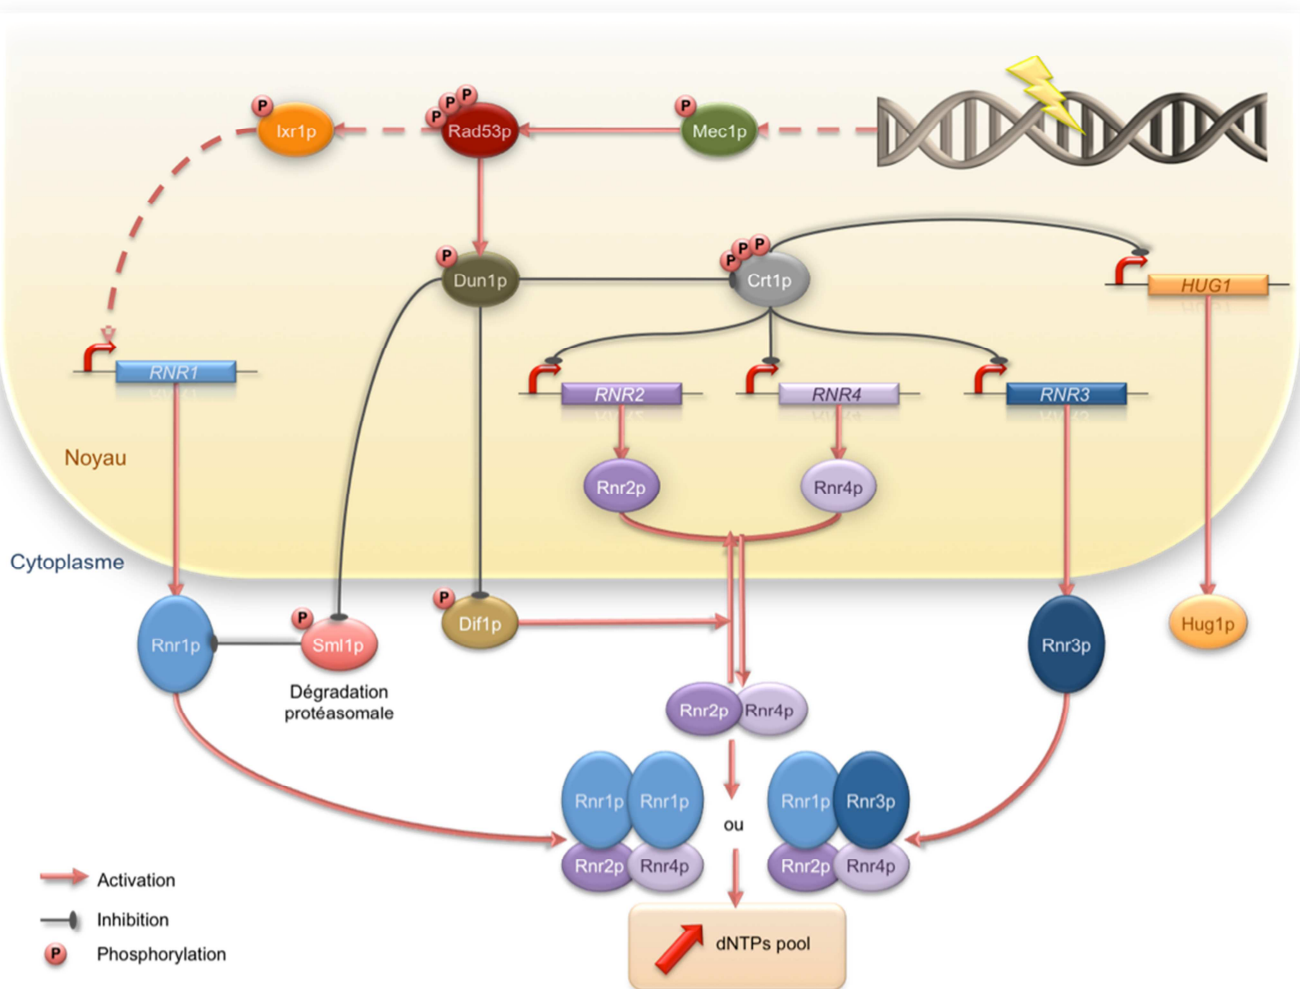 P
P
P
P
P
Ixr1p
Rad53p
Mec1p
P
P
P
P
Dun1p
Crt1p
HUG1
RNR1
RNR2
RNR4
RNR3
Noyau
Rnr2p
Rnr4p
Cytoplasme
P
P
Rnr1p
Sml1p
Dif1p
Rnr3p
Hug1p
Dégradation
protéasomale
Rnr2p
Rnr4p
Rnr1p
Rnr1p
Rnr1p
Rnr3p
ou
Rnr2p
Rnr4p
Rnr2p
Rnr4p
Activation
Inhibition
P
Phosphorylation
dNTPs pool